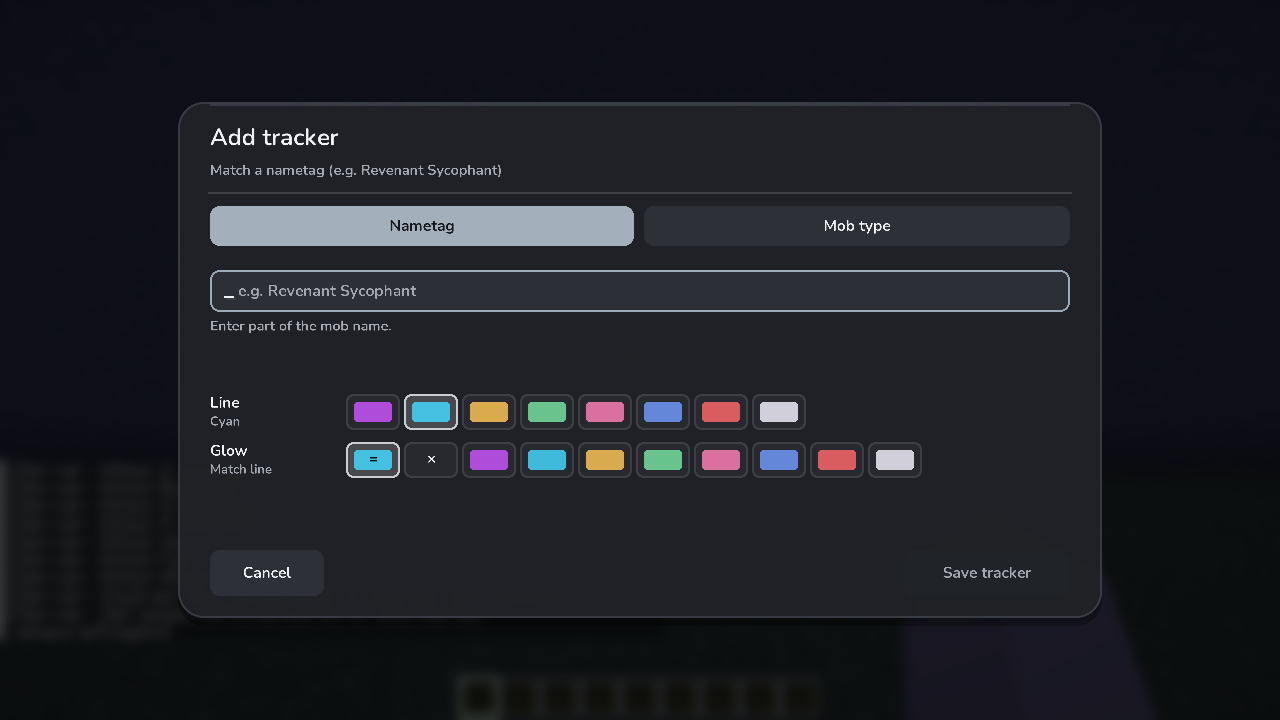 Add tracker
Match a nametag (e.g. Revenant Sycophant)
Nametag
Mob type
_ e.g. Revenant Sycophant
Enter part of the mob name.
Line
Cyan
Glow
Match line
=
×
Cancel
Save tracker